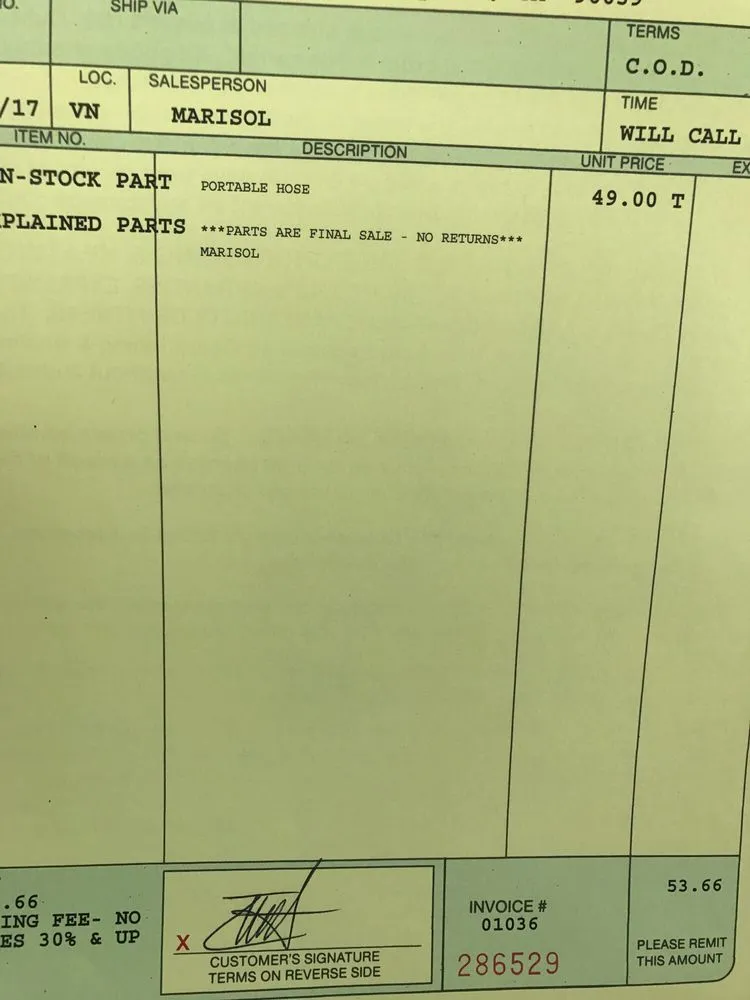 SHIP VIA
TERMS
C.O.D.
LOC.
SALESPERSON
TIME
/17
VN
MARISOL
WILL CALL
ITEM NO.
DESCRIPTION
UNIT PRICE
EX
N-STOCK PART
PORTABLE HOSE
49.00 T
PLAINED PARTS
***PARTS ARE FINAL SALE - NO RETURNS***
MARISOL
.66
ING FEE- NO
ES 30% & UP
X
CUSTOMER'S SIGNATURE
TERMS ON REVERSE SIDE
INVOICE #
01036
286529
53.66
PLEASE REMIT
THIS AMOUNT